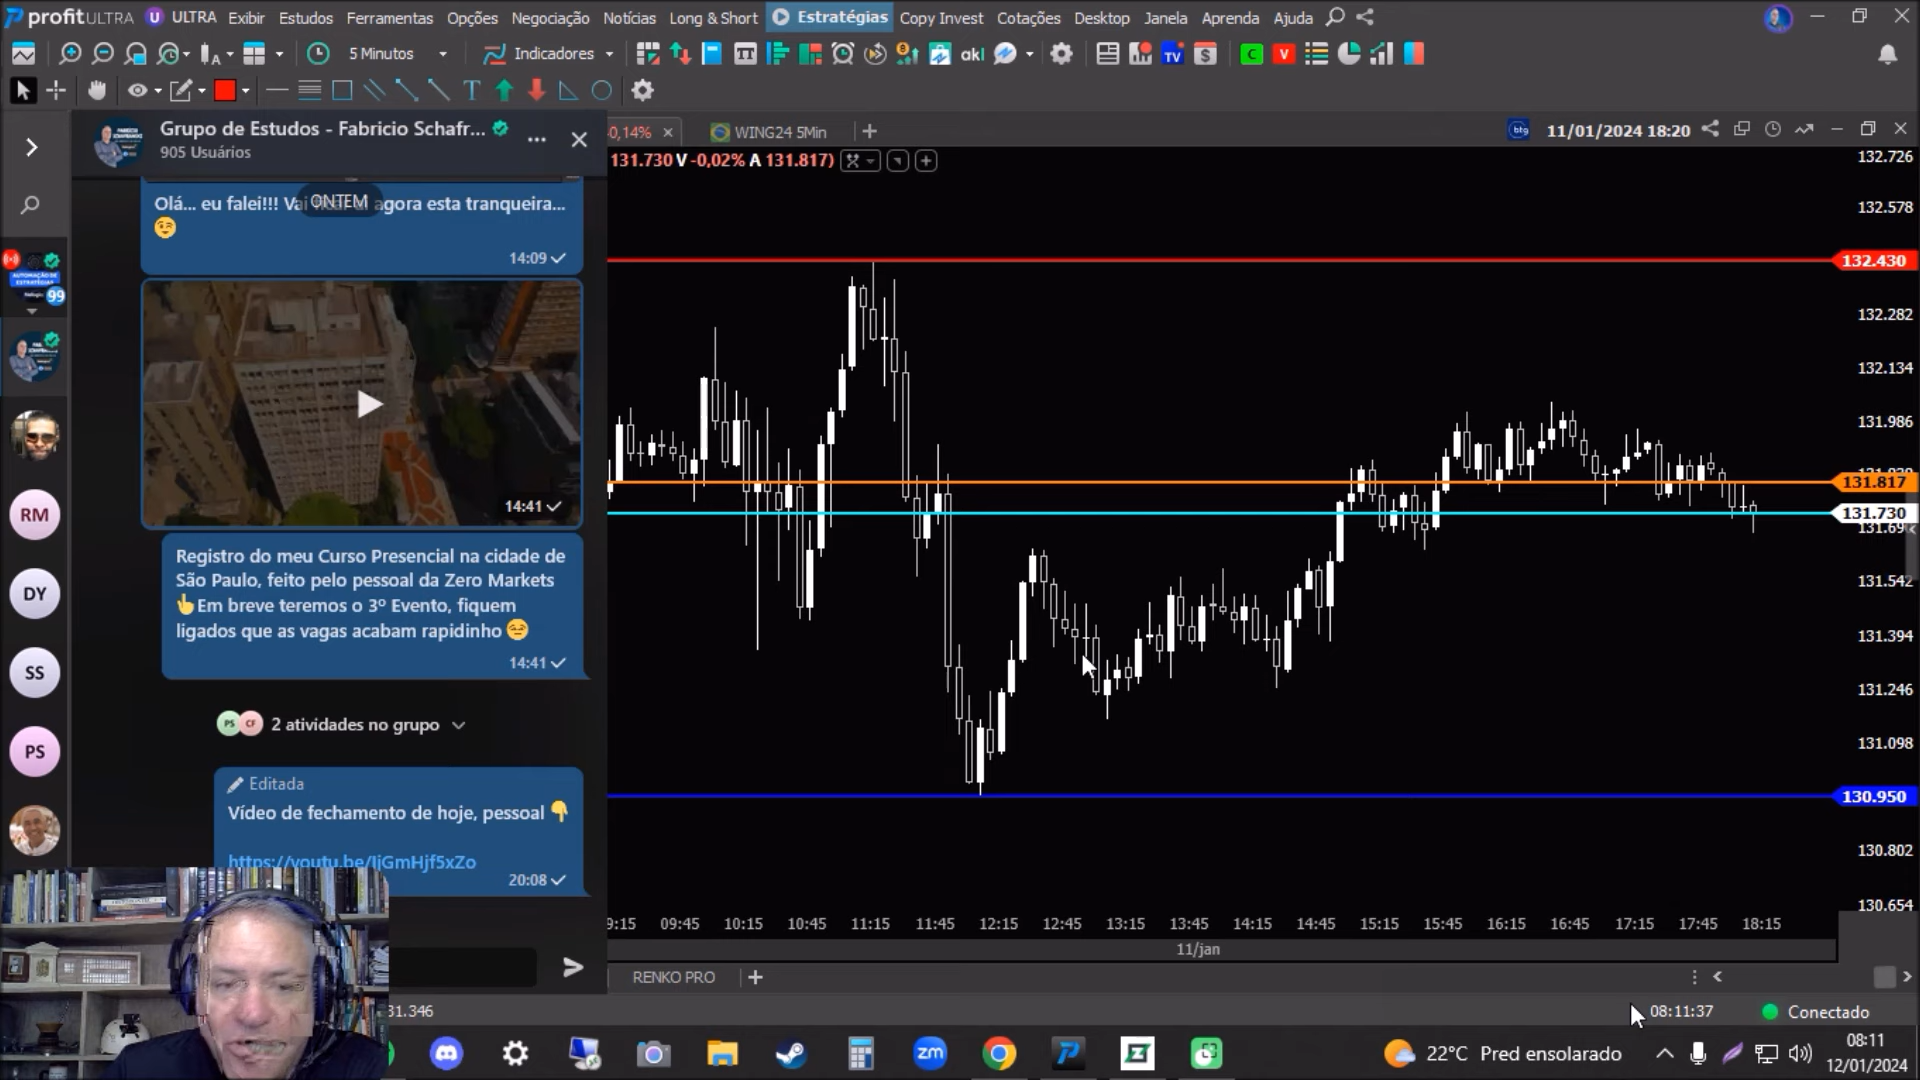 profitULTRA
U ULTRA Exibir Estudos Ferramentas Opções Negociação Notícias Long & Short Estratégias Copy Invest Cotações Desktop Janela Aprenda Ajuda
5 Minutos Indicadores akl TV C V
Grupo de Estudos - Fabricio Schafr...
905 Usuários
-0,14%
WING24 5Min
btg
11/01/2024 18:20
131.730 V -0,02% A 131.817)
ONTEM
Olá... eu falei!!! Vai agora esta tranqueira...
14:09
14:41
Registro do meu Curso Presencial na cidade de
São Paulo, feito pelo pessoal da Zero Markets
Em breve teremos o 3º Evento, fiquem
ligados que as vagas acabam rapidinho
14:41
PS CF 2 atividades no grupo
Editada
Vídeo de fechamento de hoje, pessoal
https://youtu.be/IjGmHjf5xZo
20:08
99
RM
DY
SS
PS
132.726
132.578
132.430
132.282
132.134
131.986
131.817
131.730
131.542
131.394
131.246
131.098
130.950
130.802
130.654
9:15 09:45 10:15 10:45 11:15 11:45 12:15 12:45 13:15 13:45 14:15 14:45 15:15 15:45 16:15 16:45 17:15 17:45 18:15
11/jan
RENKO PRO
31.346
08:11:37
Conectado
zm
22°C Pred ensolarado
08:11
12/01/2024